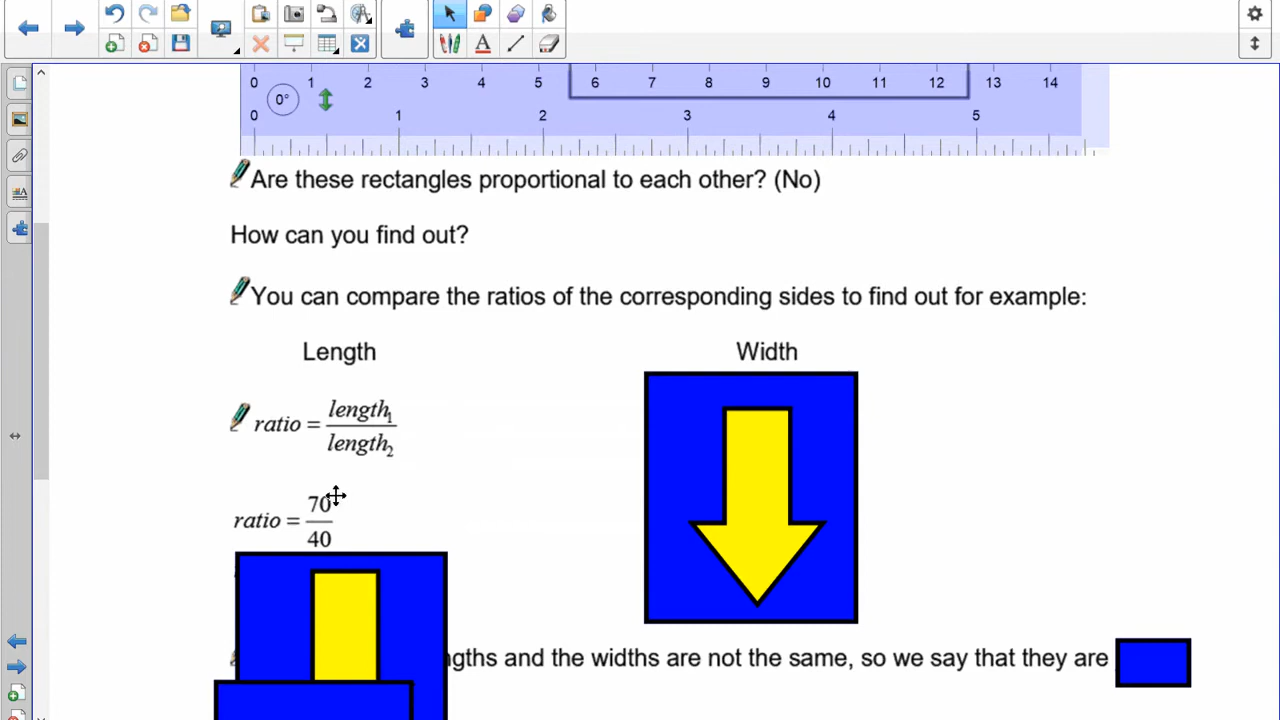 0 1 2 3 4 5 6 7 8 9 10 11 12 13 14
0°
0 1 2 3 4 5
Are these rectangles proportional to each other? (No)
How can you find out?
You can compare the ratios of the corresponding sides to find out for example:
Length Width
ratio = length₁ / length₂
ratio = 70 / 40
ngths and the widths are not the same, so we say that they are